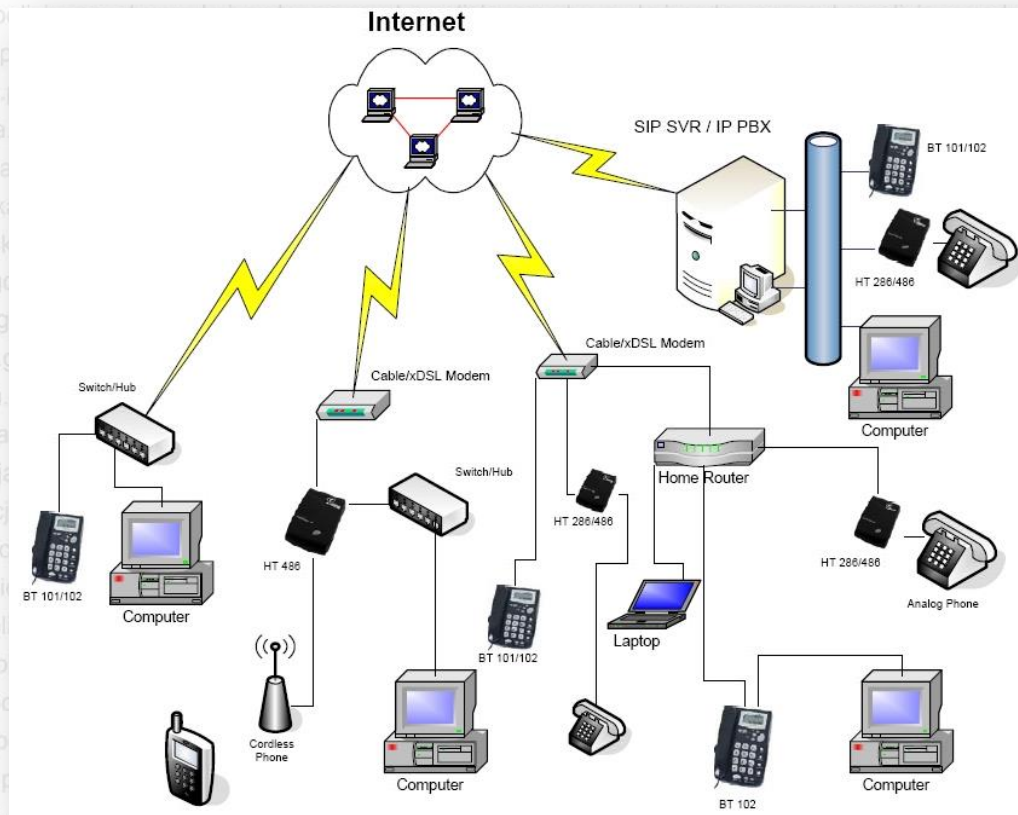 Internet
SIP SVR / IP PBX
BT 101/102
HT 286/486
Computer
Cable/xDSL Modem
Cable/xDSL Modem
Switch/Hub
Home Router
Switch/Hub
HT 286/486
HT 486
HT 286/486
BT 101/102
Computer
Analog Phone
Laptop
BT 101/102
Cordless
Phone
Computer
Computer
BT 102